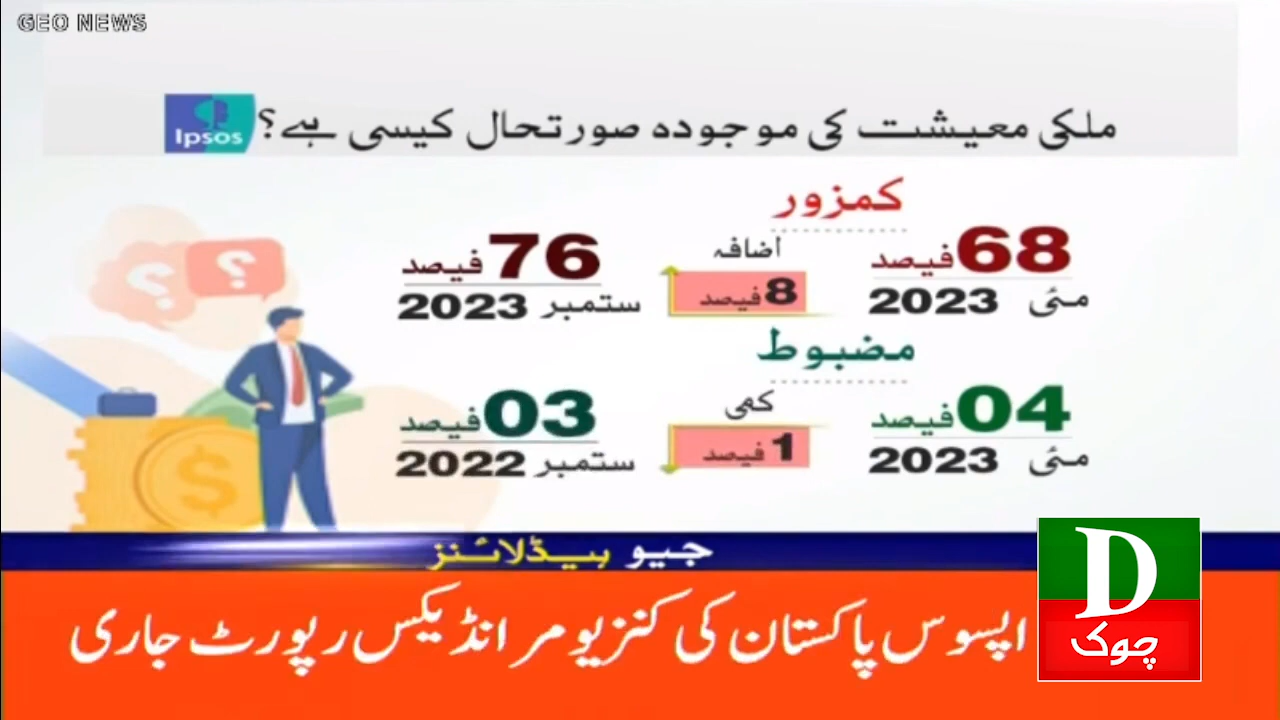 GEO NEWS
ملکی معیشت کی موجودہ صورتحال کیسی ہے؟
Ipsos
کمزور
68 فیصد
مئی 2023
اضافہ
8 فیصد
76 فیصد
ستمبر 2023
مضبوط
04 فیصد
مئی 2023
کمی
1 فیصد
03 فیصد
ستمبر 2022
جیو ہیڈلائنز
اپسوس پاکستان کی کنزیومر انڈیکس رپورٹ جاری
D
چوک